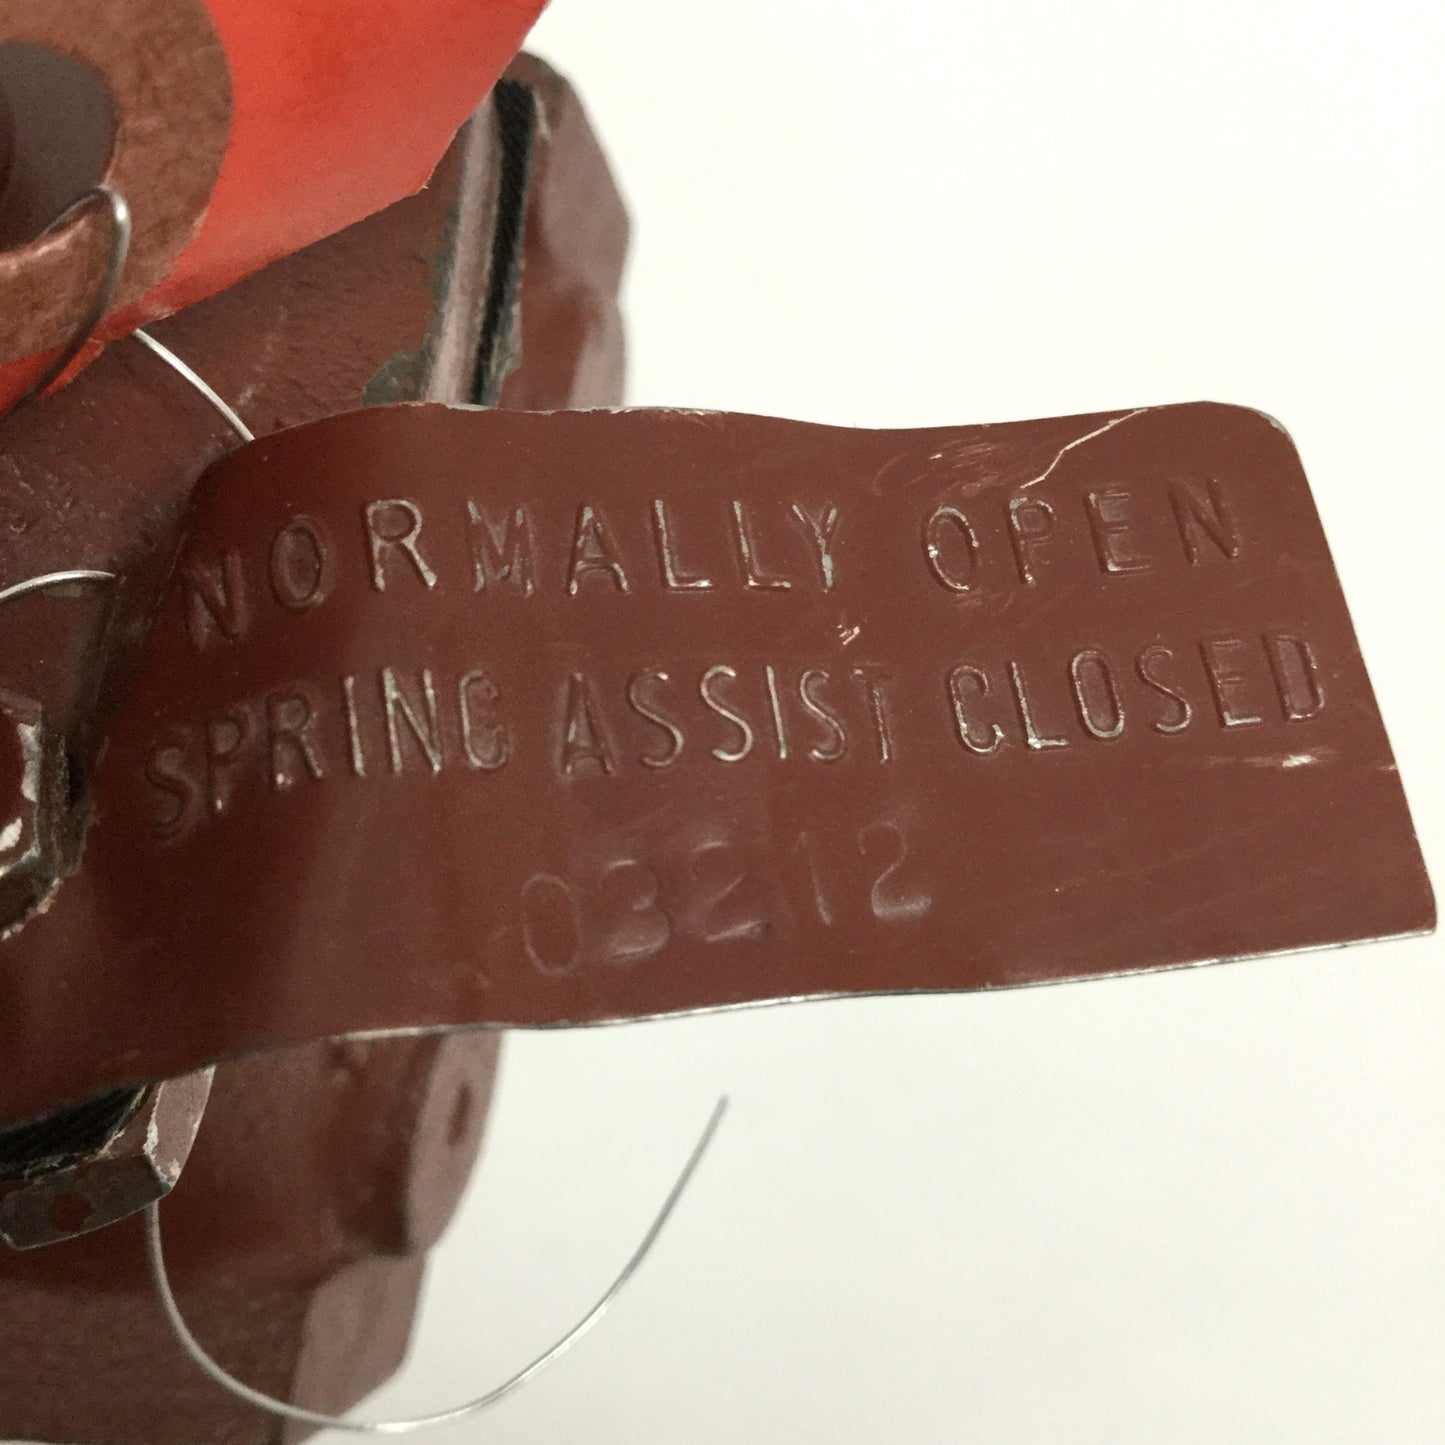 NORMALLY OPEN
SPRING ASSIST CLOSED
03212